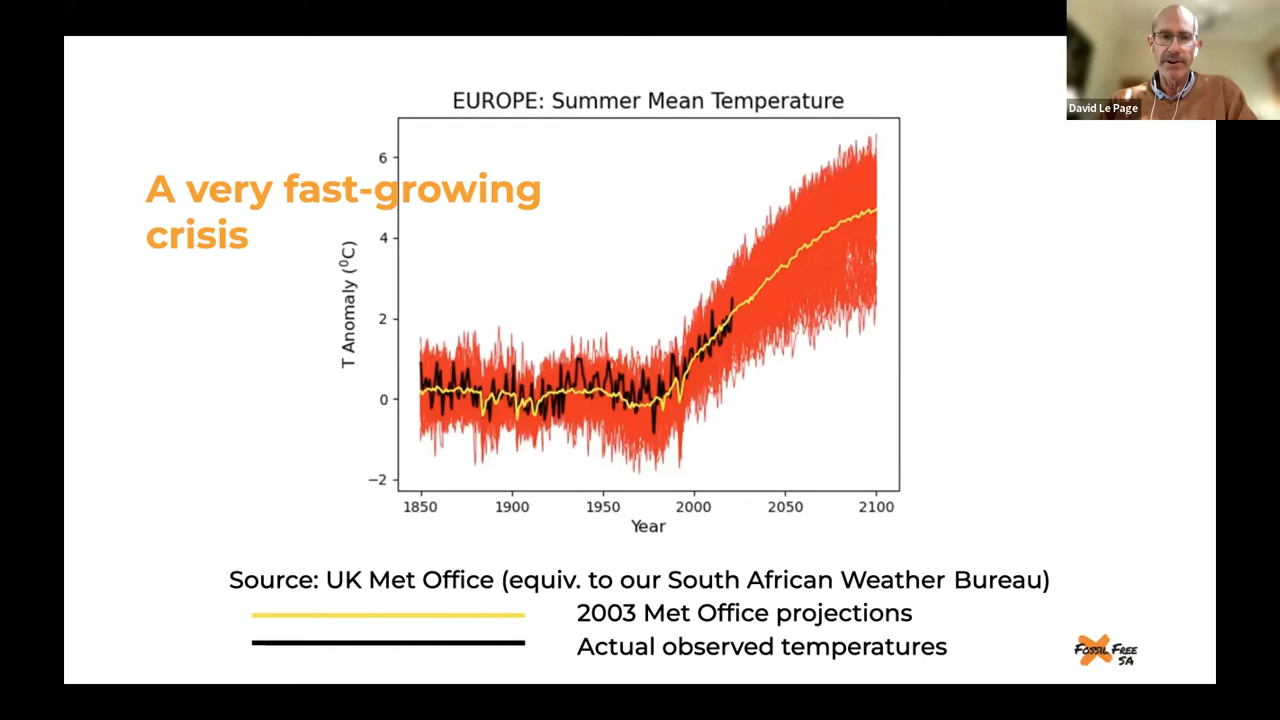 David Le Page
EUROPE: Summer Mean Temperature
A very fast-growing
crisis
T Anomaly (⁰C)
6
4
2
0
−2
1850 1900 1950 2000 2050 2100
Year
Source: UK Met Office (equiv. to our South African Weather Bureau)
2003 Met Office projections
Actual observed temperatures
FOSSIL FREE
SA